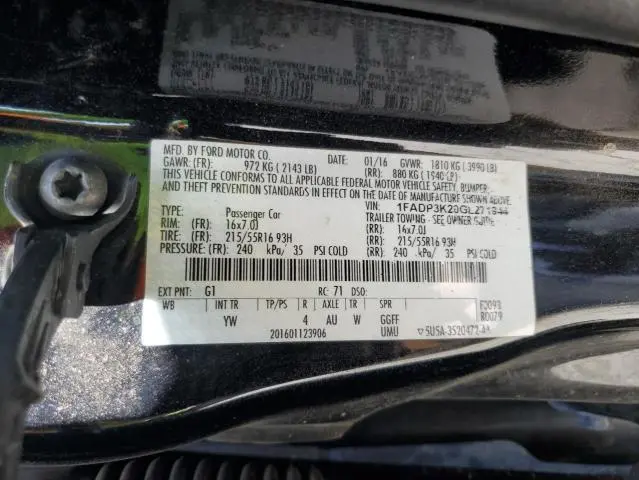 MFD. BY FORD MOTOR CO. 01/16 GVWR: 1810 KG ( 3990 LB)
GAWR: (FR): 972 KG ( 2143 LB) (RR): 880 KG ( 1940 LB)
THIS VEHICLE CONFORMS TO ALL APPLICABLE FEDERAL MOTOR VEHICLE SAFETY, BUMPER,
AND THEFT PREVENTION STANDARDS IN EFFECT ON THE DATE OF MANUFACTURE SHOWN ABOVE.
VIN:
TYPE: Passenger Car TRAILER TOWING - SEE OWNER GUIDE
RIM: (FR): 16x7.0J (RR): 16x7.0J
TIRE: (FR): 215/55R16 93H (RR): 215/55R16 93H
PRESSURE: (FR): 240 kPa/ 35 PSI COLD (RR): 240 kPa/ 35 PSI COLD
EXT PNT: G1 RC: 71 DSO:
WB INT TR TP/PS R AXLE TR SPR
YW 4 AU W GGFF R0079
201601123906 UMU